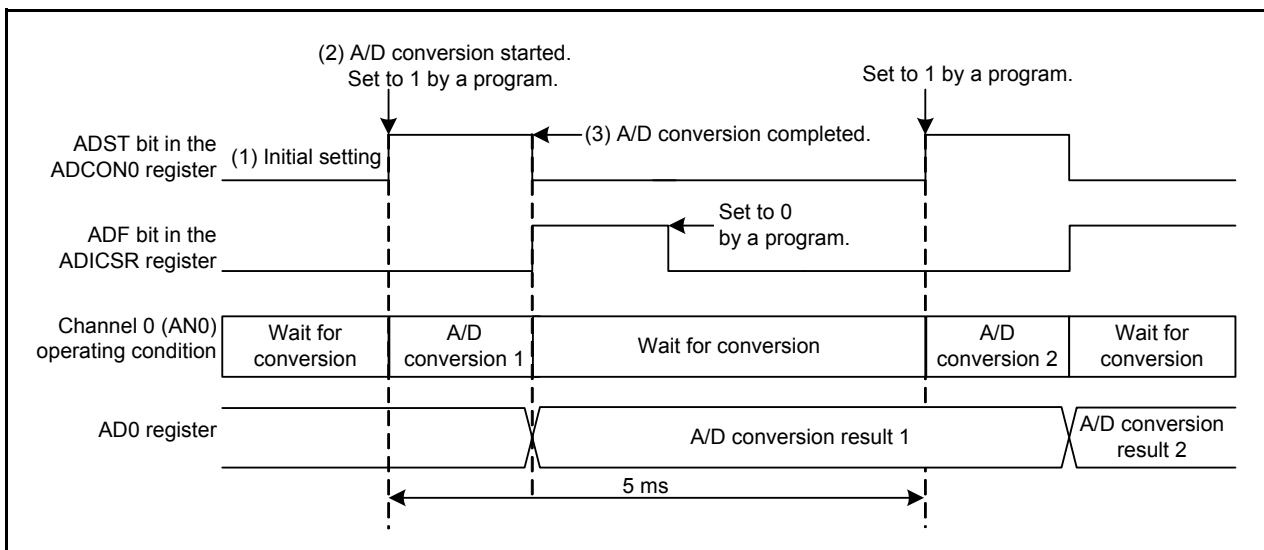 (2) A/D conversion started.
Set to 1 by a program.
Set to 1 by a program.
ADST bit in the
ADCON0 register
(1) Initial setting
(3) A/D conversion completed.
ADF bit in the
ADICSR register
Set to 0
by a program.
Channel 0 (AN0)
operating condition
Wait for
conversion
A/D
conversion 1
Wait for conversion
A/D
conversion 2
Wait for
conversion
AD0 register
A/D conversion result 1
A/D conversion
result 2
5 ms